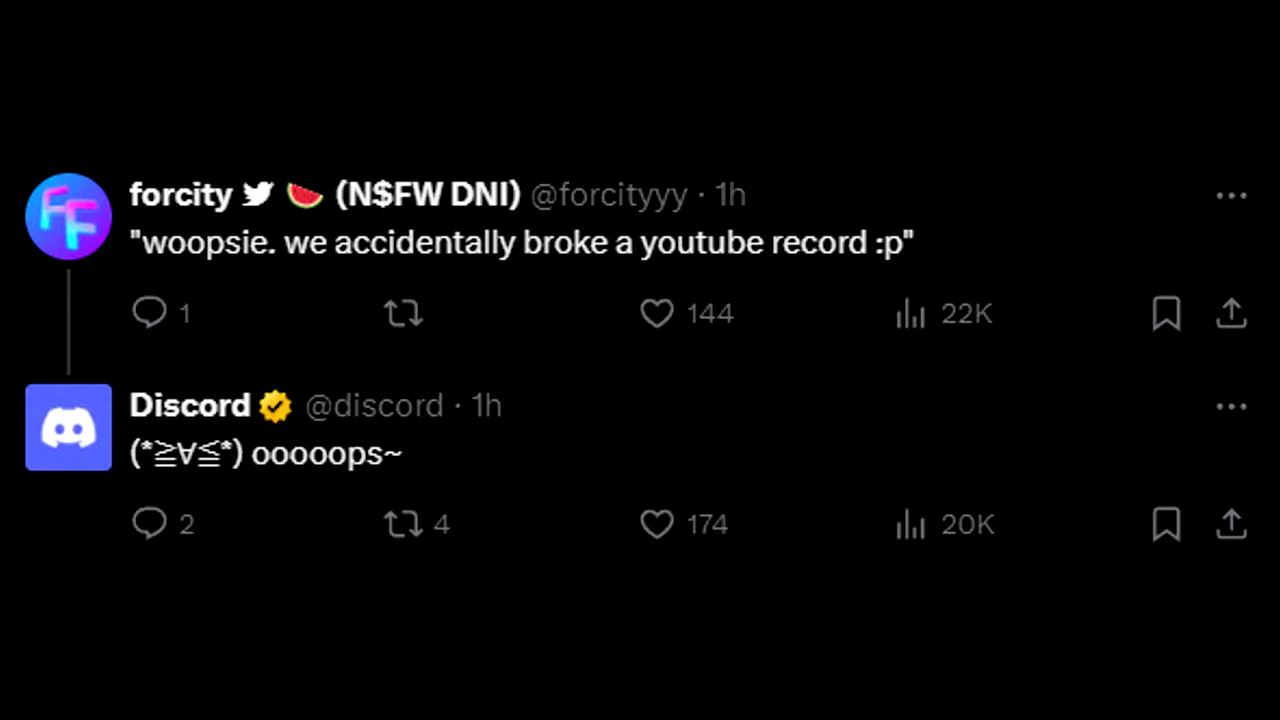 forcity 🐦 🍉 (N$FW DNI) @forcityyy · 1h
"woopsie. we accidentally broke a youtube record :p"
1 144 22K
Discord @discord · 1h
(*≧∀≦*) ooooops~
2 4 174 20K